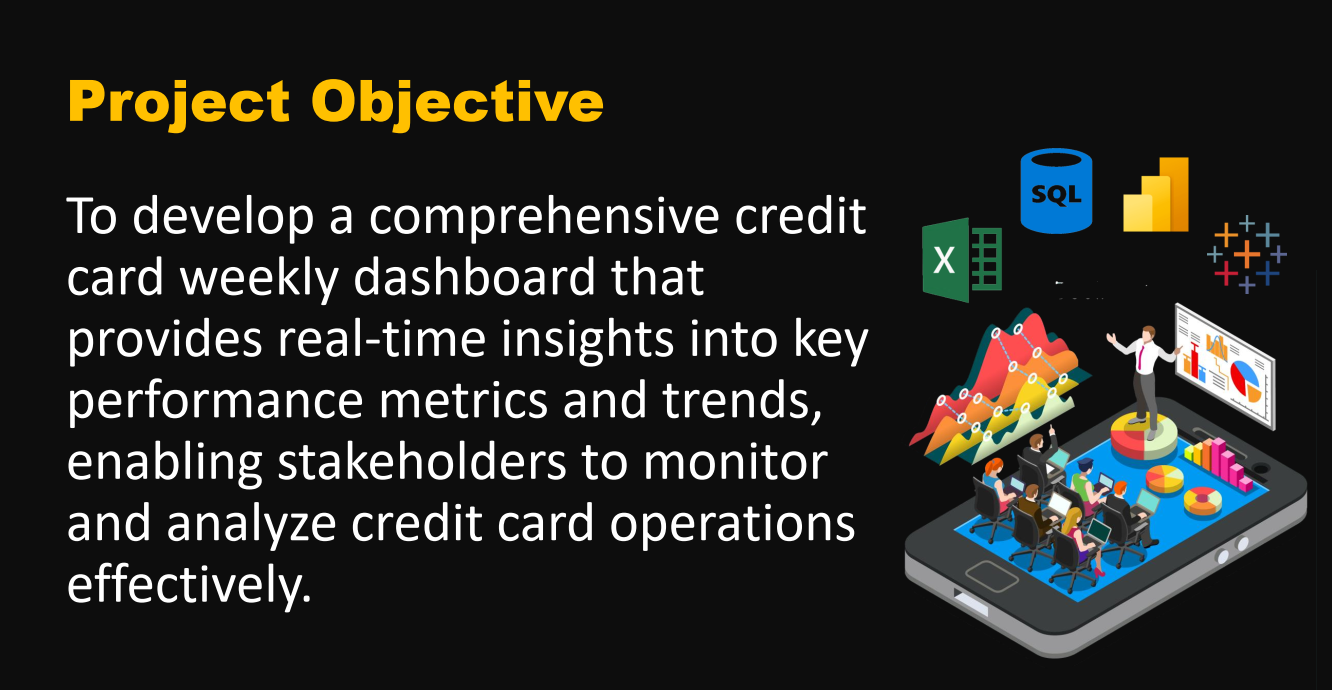 Project Objective
To develop a comprehensive credit
card weekly dashboard that
provides real-time insights into key
performance metrics and trends,
enabling stakeholders to monitor
and analyze credit card operations
effectively.
SQL
X